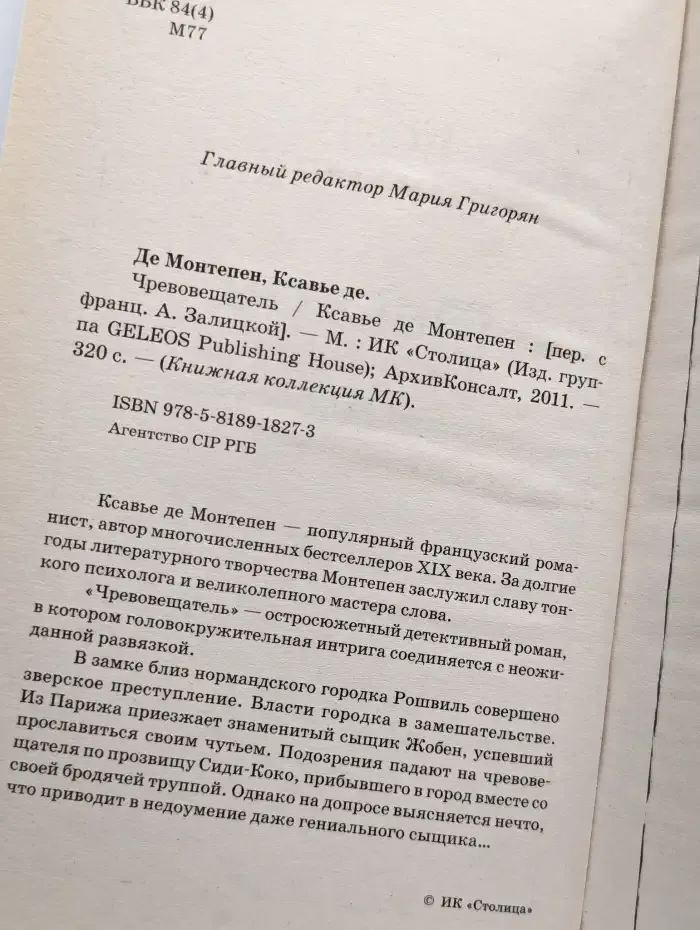 ББК 84(4)
М77
Главный редактор Мария Григорян
Де Монтепен, Ксавье де.
Чревовещатель / Ксавье де Монтепен : [пер. с
франц. А. Залицкой]. — М. : ИК «Столица» (Изд. груп-
па GELEOS Publishing House); АрхивКонсалт, 2011. —
320 с. — (Книжная коллекция МК).
ISBN 978-5-8189-1827-3
Агентство CIP РГБ
Ксавье де Монтепен — популярный французский рома-
нист, автор многочисленных бестселлеров XIX века. За долгие
годы литературного творчества Монтепен заслужил славу тон-
кого психолога и великолепного мастера слова.
«Чревовещатель» — остросюжетный детективный роман,
в котором головокружительная интрига соединяется с неожи-
данной развязкой.
В замке близ нормандского городка Рошвиль совершено
зверское преступление. Власти городка в замешательстве.
Из Парижа приезжает знаменитый сыщик Жобен, успевший
прославиться своим чутьем. Подозрения падают на чревове-
щателя по прозвищу Сиди-Коко, прибывшего в город вместе со
своей бродячей труппой. Однако на допросе выясняется нечто,
что приводит в недоумение даже гениального сыщика...
© ИК «Столица»